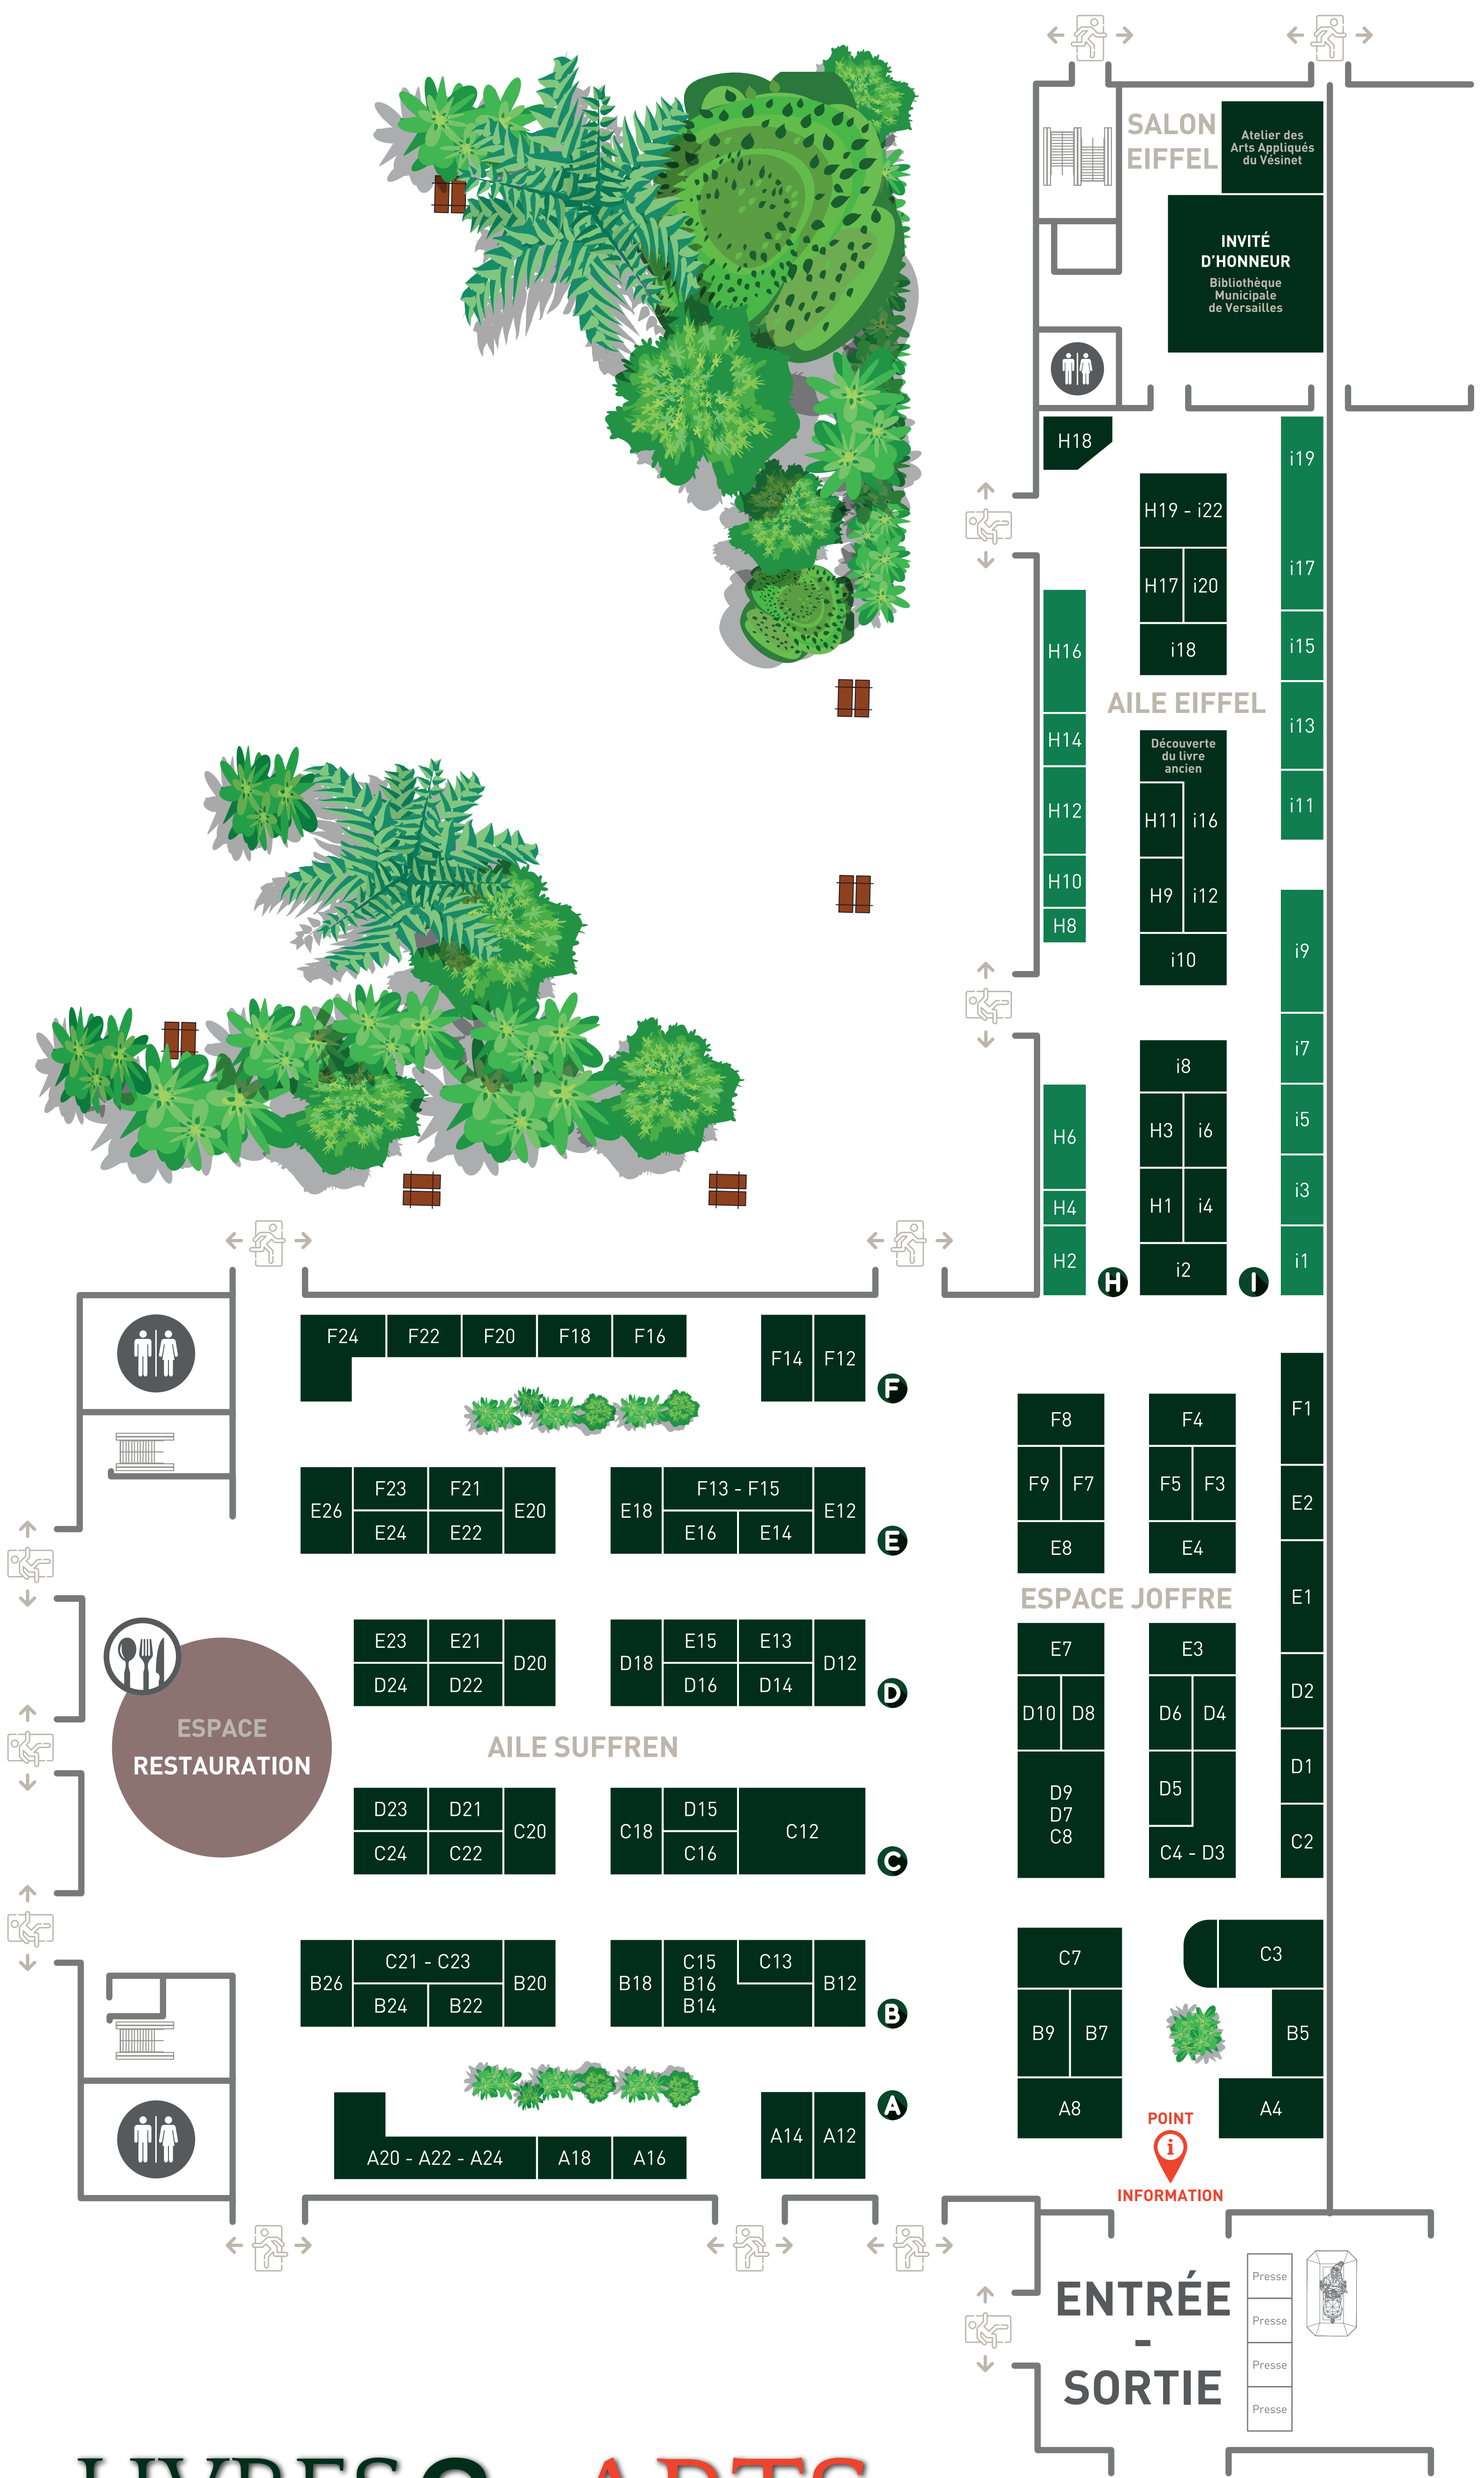 SALON
EIFFEL
Atelier des
Arts Appliqués
du Vésinet
INVITÉ
D'HONNEUR
Bibliothèque
Municipale
de Versailles
H18
i19
H19 - i22
i17
H17
i20
i15
i18
H16
AILE EIFFEL
i13
H14
Découverte
du livre
ancien
i11
H12
H11
i16
H10
H9
i12
H8
i10
i9
i8
i7
H6
H3
i6
i5
H4
H1
i4
i3
H2
H
i2
I
i1
F24
F22
F20
F18
F16
F14
F12
F
F8
F4
F1
F9
F7
F5
F3
E26
F23
F21
E20
E18
F13 - F15
E12
E2
E24
E22
E16
E14
E
E8
E4
ESPACE JOFFRE
E1
E23
E21
D20
D18
E15
E13
D12
E7
E3
D24
D22
D16
D14
D
D10
D8
D6
D4
D2
ESPACE
RESTAURATION
AILE SUFFREN
D23
D21
C20
C18
D15
C12
D9
D7
C8
D5
D1
C24
C22
C16
C
C4 - D3
C2
B26
C21 - C23
B20
B18
C15
B16
B14
C13
B12
C7
C3
B24
B22
B
B9
B7
B5
A
A8
A4
A20 - A22 - A24
A18
A16
A14
A12
POINT
i
INFORMATION
ENTRÉE
-
SORTIE
Presse
Presse
Presse
Presse
LIVRES
ARTS